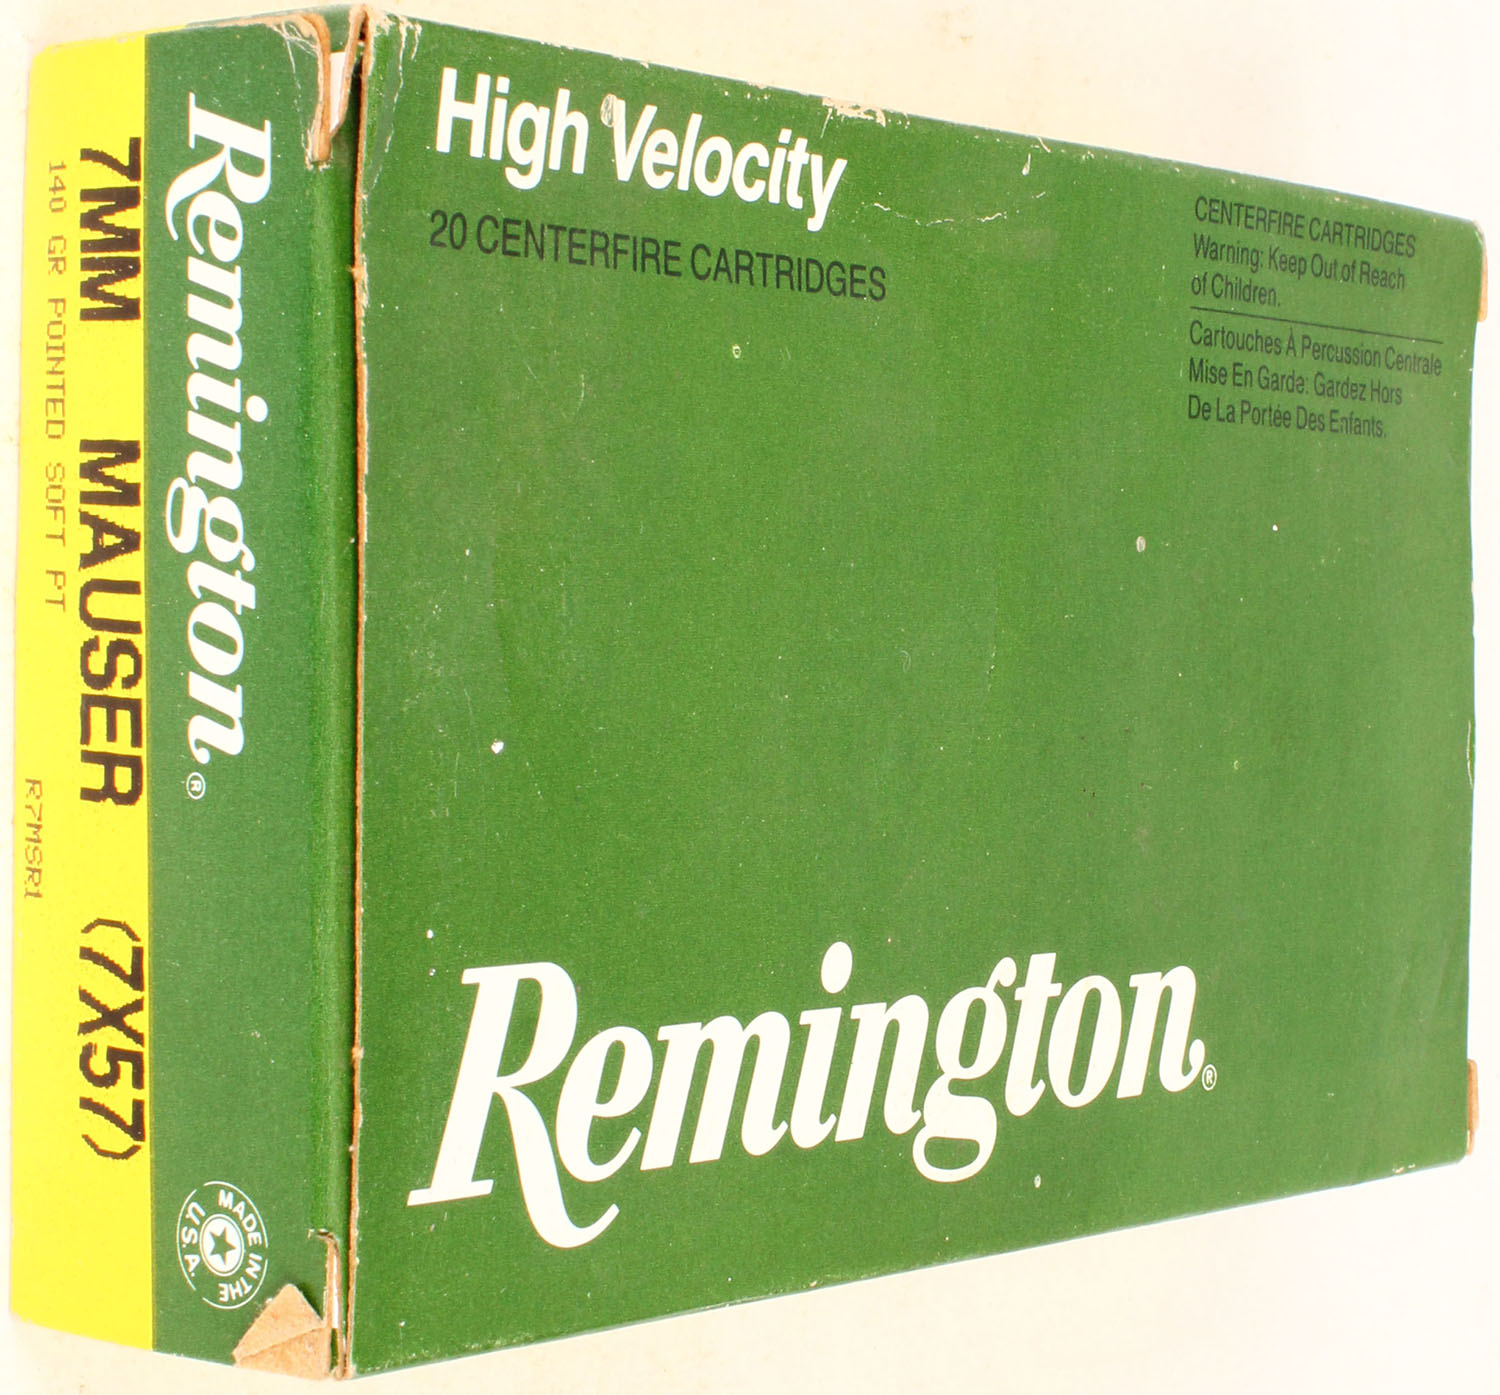 High Velocity
20 CENTERFIRE CARTRIDGES
CENTERFIRE CARTRIDGES
Warning: Keep Out of Reach
of Children.
Cartouches À Percussion Centrale
Mise En Garde: Gardez Hors
De La Portée Des Enfants.
Remington®
Remington®
MADE IN THE
U.S.A.
7MM MAUSER (7X57)
140 GR POINTED SOFT PT
R7MSR1